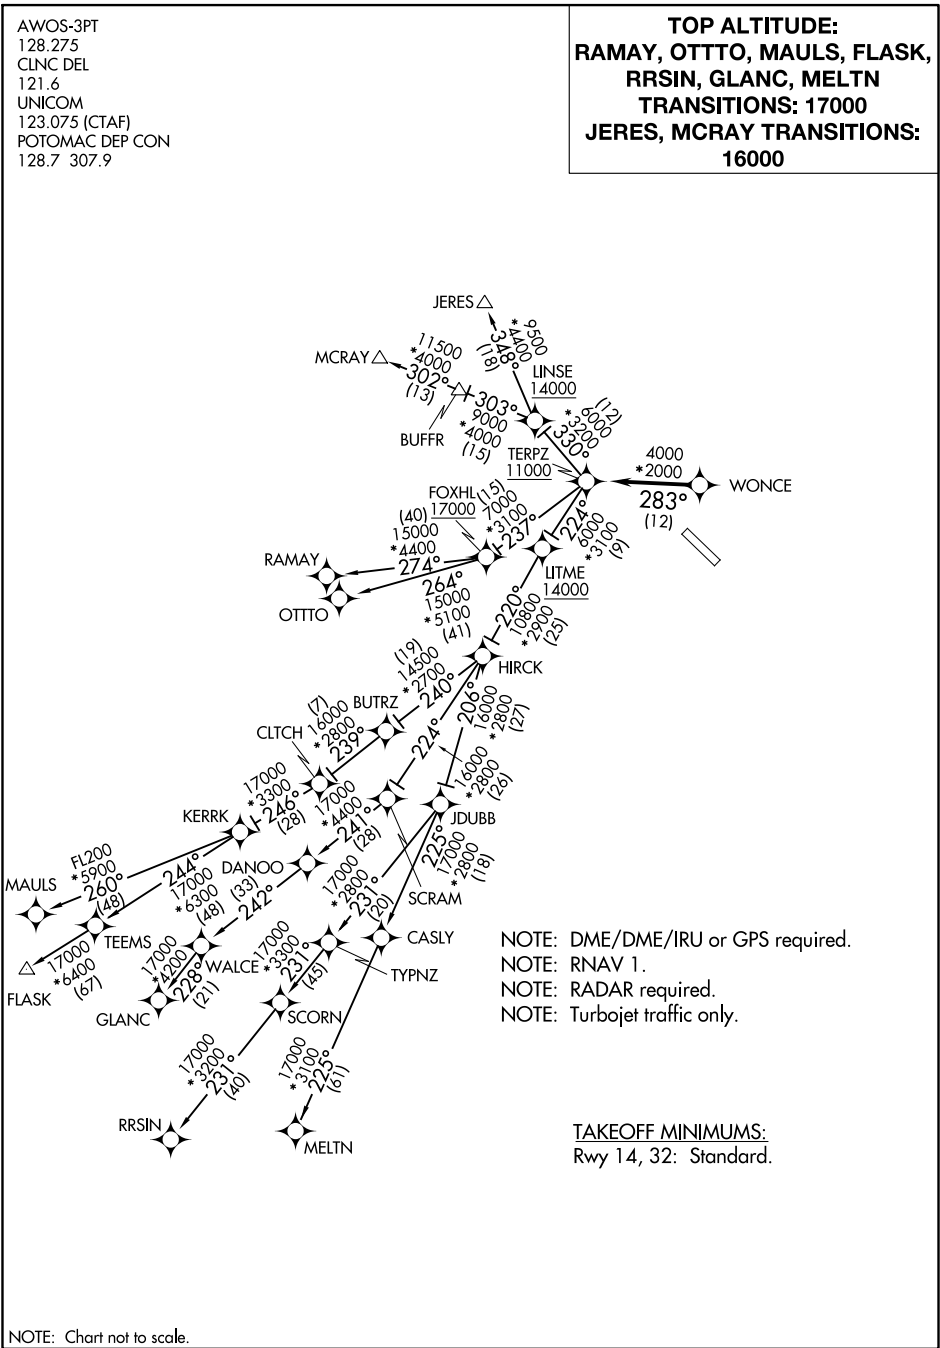 AWOS-3PT
128.275
CLNC DEL
121.6
UNICOM
123.075 (CTAF)
POTOMAC DEP CON
128.7 307.9
TOP ALTITUDE:
RAMAY, OTTTO, MAULS, FLASK,
RRSIN, GLANC, MELTN
TRANSITIONS: 17000
JERES, MCRAY TRANSITIONS:
16000
JERES
9500
*4400
348°
(18)
MCRAY
11500
*4000
302°
(13)
LINSE
14000
BUFFR
303°
9000
*4000
(15)
(12)
6000
*3200
330°
TERPZ
11000
4000
*2000
283°
(12)
WONCE
FOXHL
17000
(15)
7000
*3100
237°
224°
6000
*3100
(9)
(40)
15000
*4400
274°
RAMAY
264°
15000
*5100
(41)
OTTTO
LITME
14000
220°
10800
*2900
(25)
HIRCK
(19)
14500
*2700
240°
BUTRZ
206°
16000
*2800
(27)
224°
16000
*2800
(26)
(7)
16000
*2800
239°
CLTCH
17000
*3300
246°
(28)
KERRK
17000
*4400
241°
(28)
JDUBB
225°
17000
*2800
(18)
DANOO
SCRAM
17000
*2800
231°
(20)
FL200
*5900
260°
(48)
MAULS
244°
17000
*6300
(48)
(33)
242°
TEEMS
WALCE
CASLY
TYPNZ
17000
*6400
(67)
FLASK
17000
*4200
228°
(21)
GLANC
17000
*3300
231°
(45)
SCORN
17000
*3200
231°
(40)
RRSIN
17000
*3100
225°
(61)
MELTN
NOTE: DME/DME/IRU or GPS required.
NOTE: RNAV 1.
NOTE: RADAR required.
NOTE: Turbojet traffic only.
TAKEOFF MINIMUMS:
Rwy 14, 32: Standard.
NOTE: Chart not to scale.